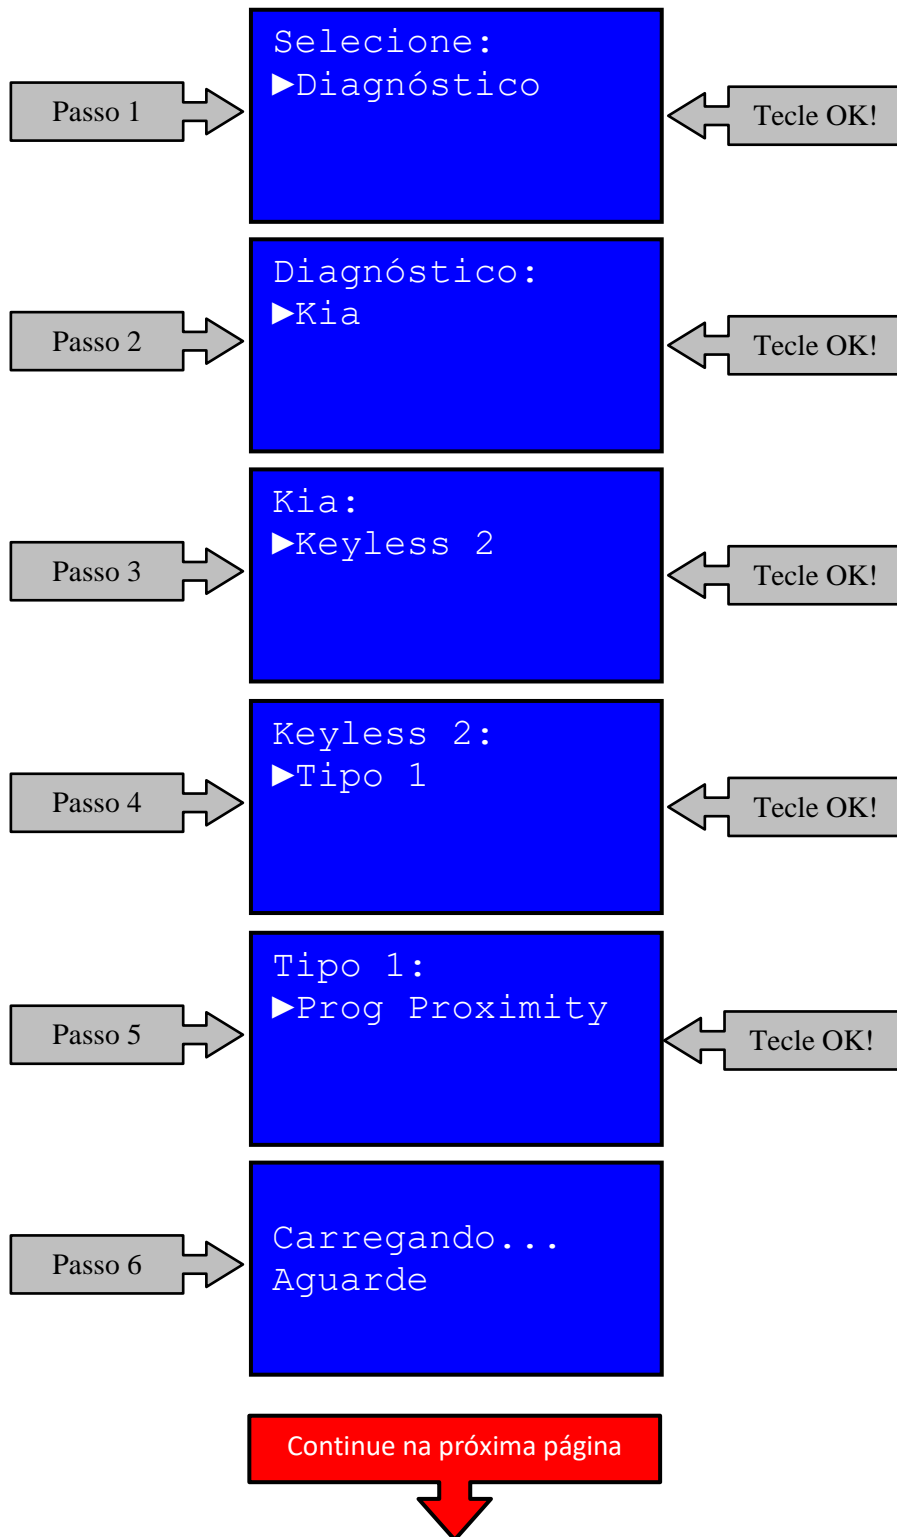 Selecione:
►Diagnóstico
Passo 1
Tecle OK!
Diagnóstico:
►Kia
Passo 2
Tecle OK!
Kia:
►Keyless 2
Passo 3
Tecle OK!
Keyless 2:
►Tipo 1
Passo 4
Tecle OK!
Tipo 1:
►Prog Proximity
Passo 5
Tecle OK!
Carregando...
Aguarde
Passo 6
Continue na próxima página